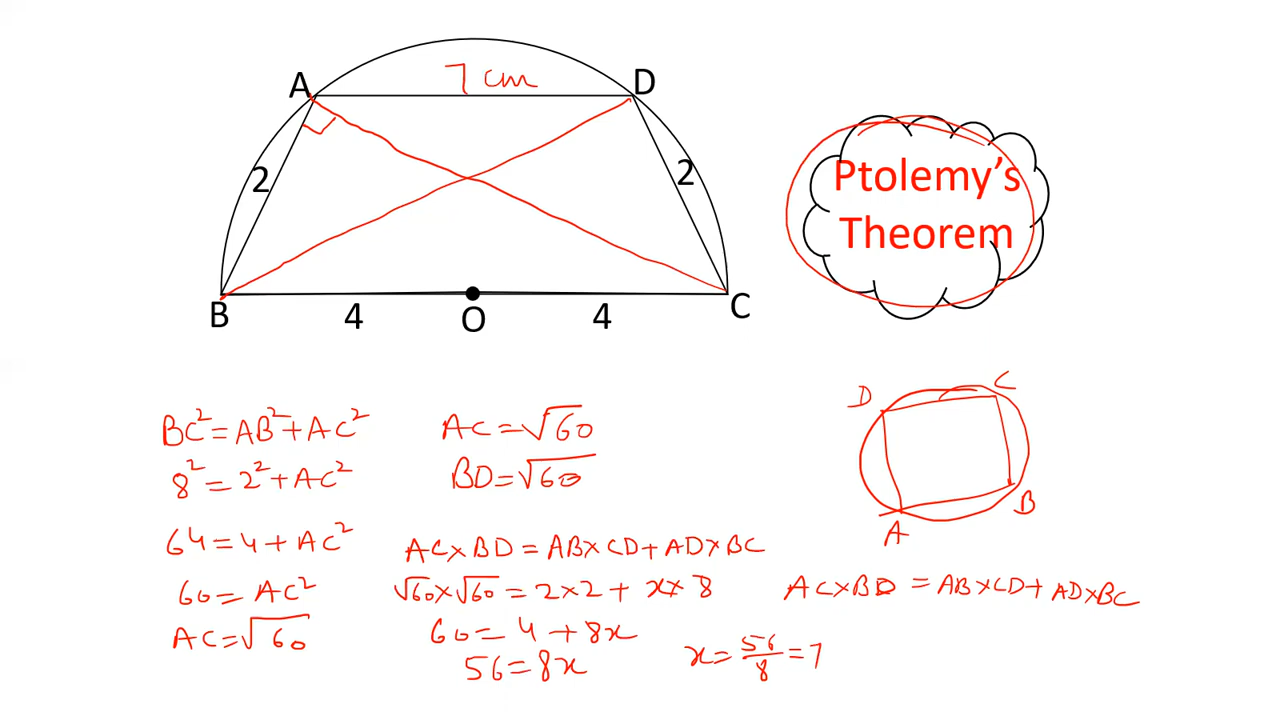 7 cm
A
D
2
2
B
4
O
4
C
Ptolemy's
Theorem
BC² = AB² + AC²
8² = 2² + AC²
64 = 4 + AC²
60 = AC²
AC = √60
AC = √60
BD = √60
AC × BD = AB × CD + AD × BC
√60 × √60 = 2 × 2 + x × 8
60 = 4 + 8x
56 = 8x
x = 56/8 = 7
D
C
B
A
AC × BD = AB × CD + AD × BC